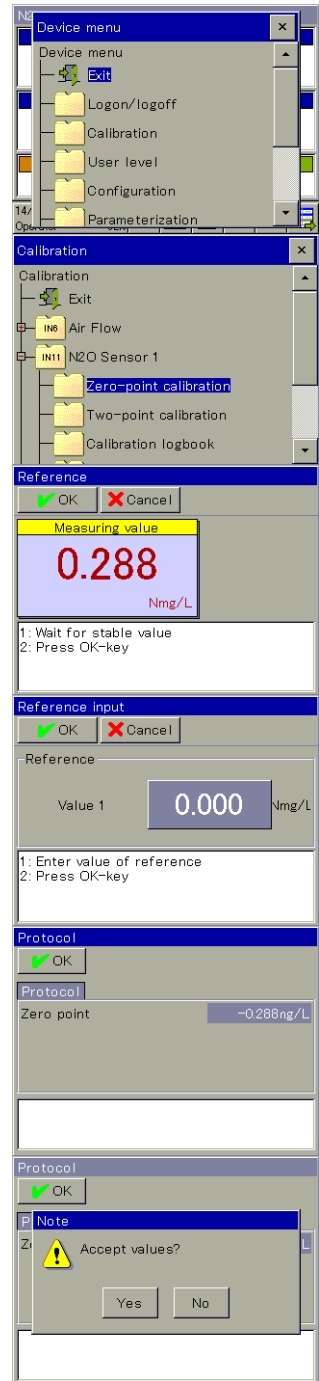 N2
Device menu
Device menu
Exit
Logon/logoff
Calibration
User level
Configuration
Parameterization
14/
Calibration
Calibration
Exit
IN6 Air Flow
IN11 N2O Sensor 1
Zero-point calibration
Two-point calibration
Calibration logbook
Reference
OK Cancel
Measuring value
0.288
Nmg/L
1: Wait for stable value
2: Press OK-key
Reference input
OK Cancel
Reference
Value 1 0.000 Nmg/L
1: Enter value of reference
2: Press OK-key
Protocol
OK
Protocol
Zero point -0.288ng/L
Protocol
OK
P Note
Accept values?
Yes No